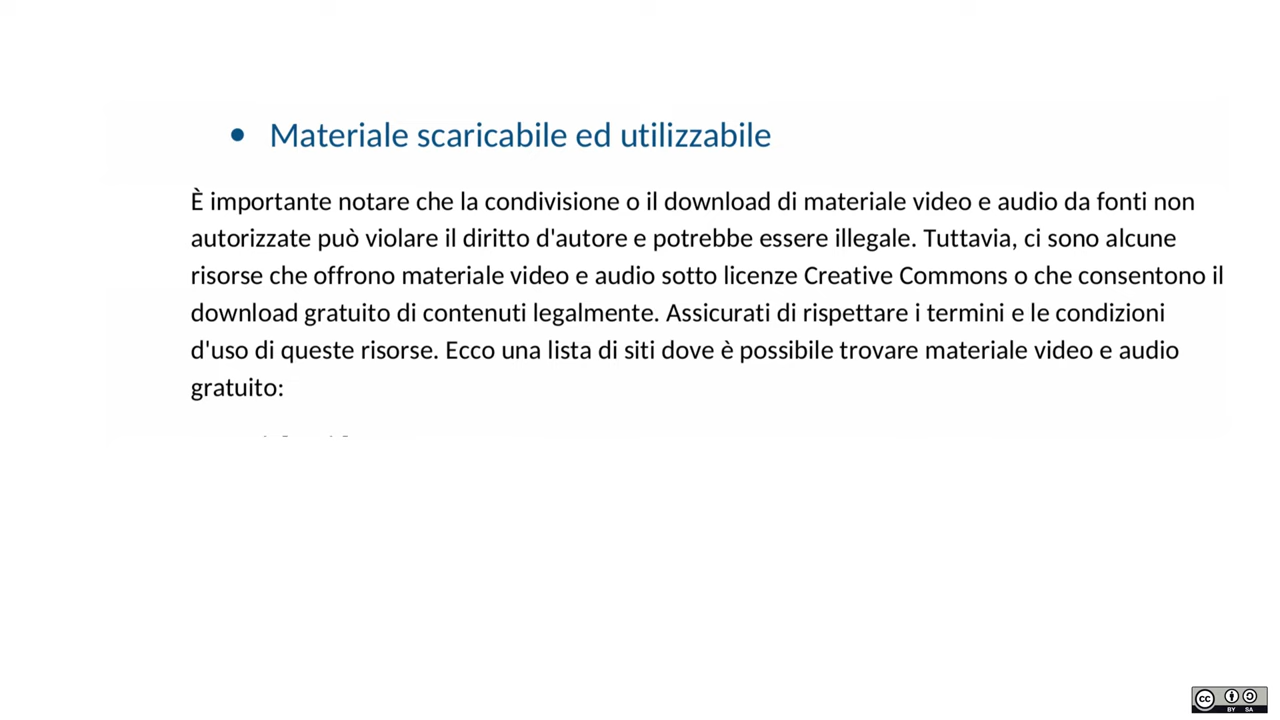 • Materiale scaricabile ed utilizzabile
È importante notare che la condivisione o il download di materiale video e audio da fonti non
autorizzate può violare il diritto d'autore e potrebbe essere illegale. Tuttavia, ci sono alcune
risorse che offrono materiale video e audio sotto licenze Creative Commons o che consentono il
download gratuito di contenuti legalmente. Assicurati di rispettare i termini e le condizioni
d'uso di queste risorse. Ecco una lista di siti dove è possibile trovare materiale video e audio
gratuito:
cc BY SA